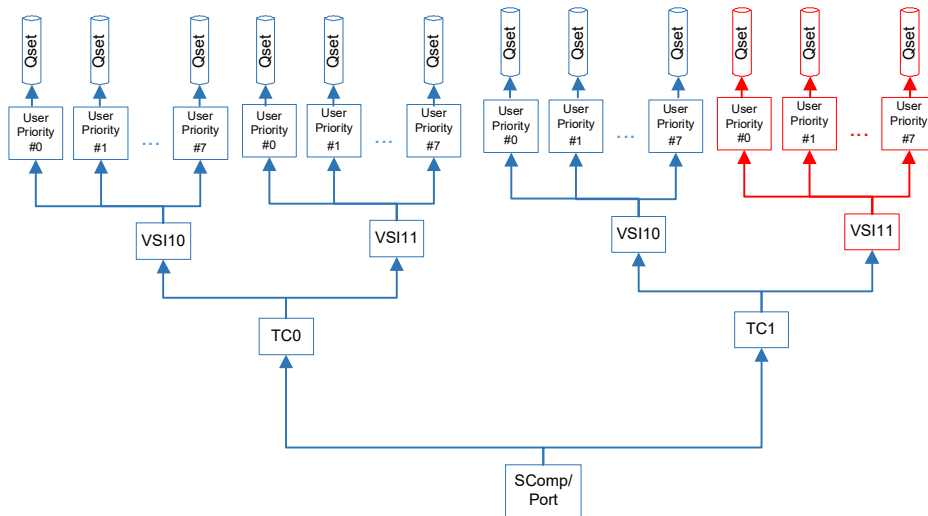 Qset
Qset
Qset
Qset
Qset
Qset
Qset
Qset
Qset
Qset
Qset
Qset
User
Priority
#0
User
Priority
#1
...
User
Priority
#7
User
Priority
#0
User
Priority
#1
...
User
Priority
#7
User
Priority
#0
User
Priority
#1
...
User
Priority
#7
User
Priority
#0
User
Priority
#1
...
User
Priority
#7
VSI10
VSI11
VSI10
VSI11
TC0
TC1
SComp/
Port